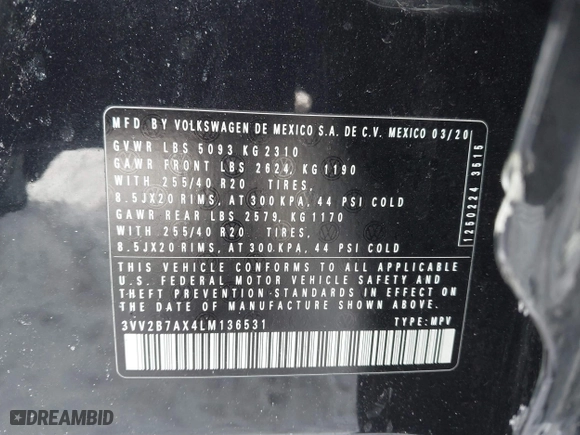 MFD. BY VOLKSWAGEN DE MEXICO S.A. DE C.V. MEXICO 03/20
GVWR LBS 5093 KG 2310
GAWR FRONT LBS 2624, KG 1190
WITH 255/40 R20 TIRES,
8.5JX20 RIMS, AT 300 KPA, 44 PSI COLD
GAWR REAR LBS 2579, KG 1170
WITH 255/40 R20 TIRES,
8.5JX20 RIMS, AT 300 KPA, 44 PSI COLD
THIS VEHICLE CONFORMS TO ALL APPLICABLE
U.S. FEDERAL MOTOR VEHICLE SAFETY AND
THEFT PREVENTION STANDARDS IN EFFECT ON
THE DATE OF MANUFACTURE SHOWN ABOVE.
3VV2B7AX4LM136531 TYPE: MPV
1250224 3515
DREAMBID